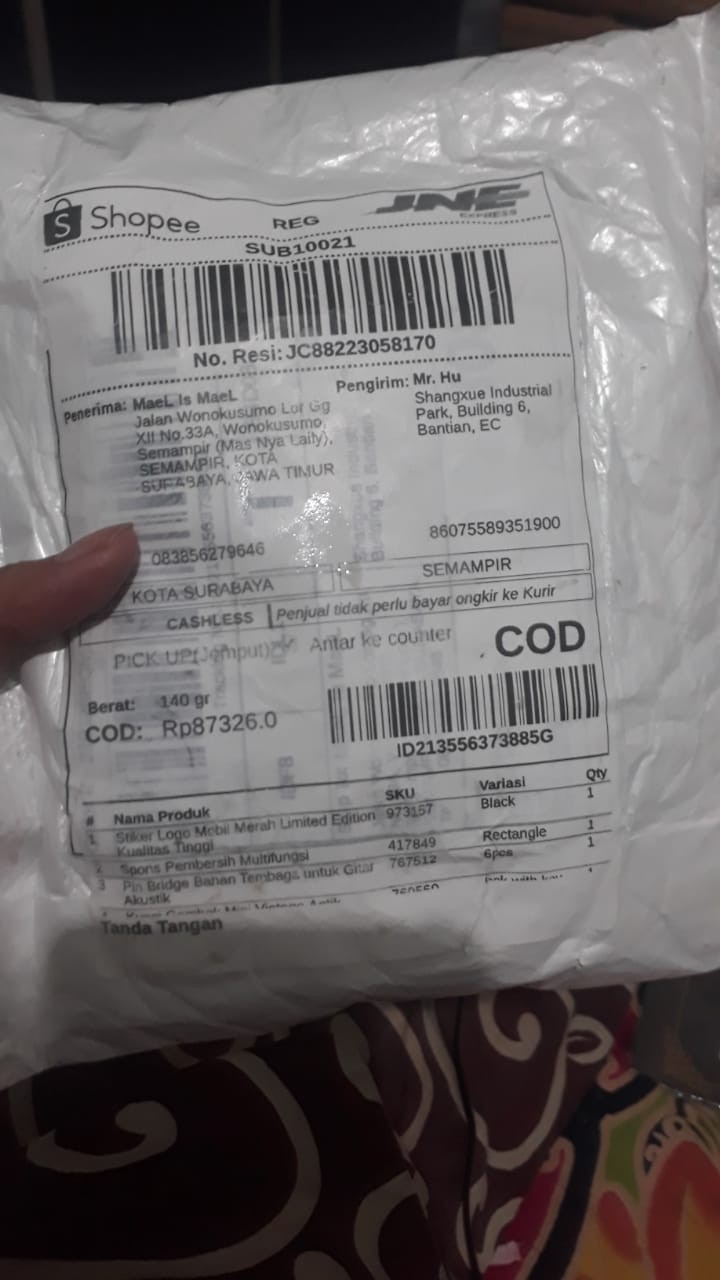 Shopee
REG
JNE
EXPRESS
SUB10021
No. Resi: JC88223058170
Penerima: MaeL Is MaeL
Jalan Wonokusumo Lor Gg
XII No.33A, Wonokusumo,
Semampir (Mas Nya Laily),
SEMAMPIR, KOTA
SURABAYA, JAWA TIMUR
083856279646
Pengirim: Mr. Hu
Shangxue Industrial
Park, Building 6,
Bantian, EC
86075589351900
KOTA SURABAYA
SEMAMPIR
CASHLESS
Penjual tidak perlu bayar ongkir ke Kurir
PICK UP(Jemput)
Antar ke counter
COD
Berat: 140 gr
COD: Rp87326.0
ID213556373885G
# Nama Produk SKU Variasi Qty
1 Stiker Logo Mobil Merah Limited Edition 973157 Black 1
Kualitas Tinggi
2 Spons Pembersih Multifungsi 417849 Rectangle 1
3 Pin Bridge Bahan Tembaga untuk Gitar 767512 6pcs 1
Akustik
Tanda Tangan